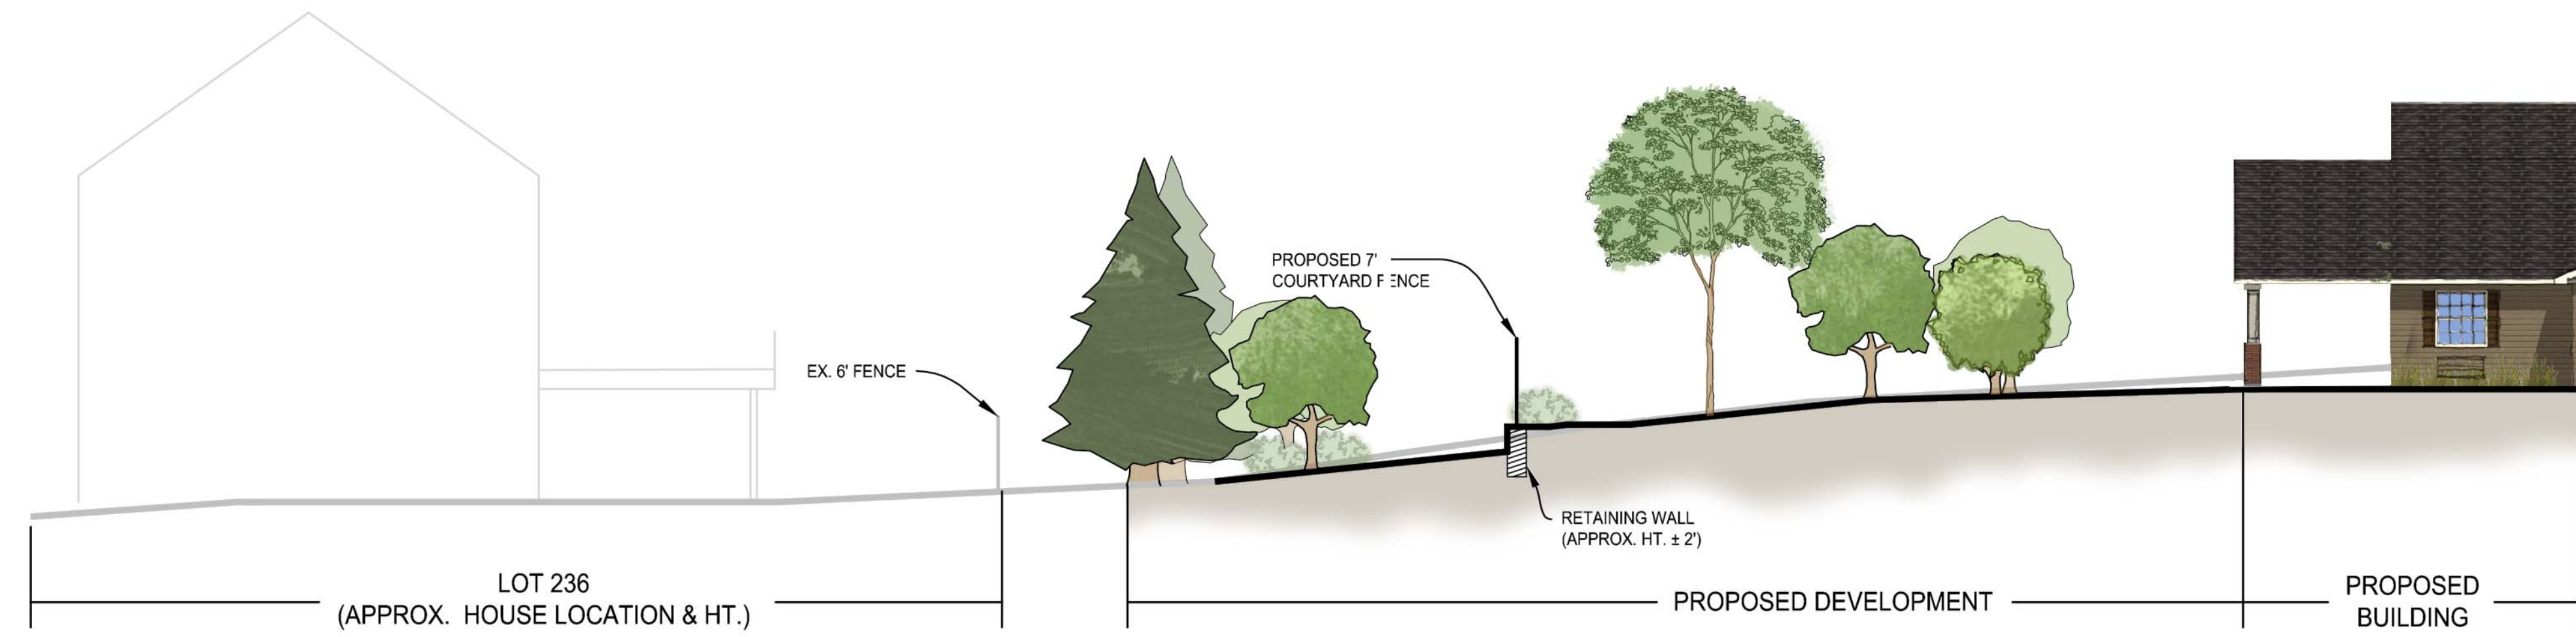 PROPOSED 7'
COURTYARD FENCE
EX. 6' FENCE
RETAINING WALL
(APPROX. HT. ± 2')
LOT 236
(APPROX. HOUSE LOCATION & HT.)
PROPOSED DEVELOPMENT
PROPOSED
BUILDING